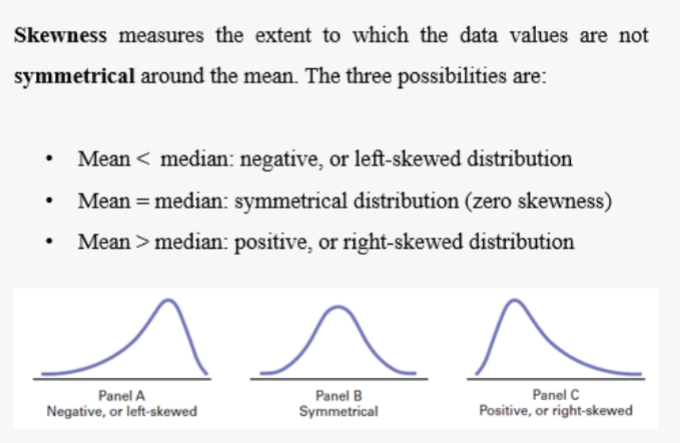 Skewness measures the extent to which the data values are not
symmetrical around the mean. The three possibilities are:
• Mean < median: negative, or left-skewed distribution
• Mean = median: symmetrical distribution (zero skewness)
• Mean > median: positive, or right-skewed distribution
Panel A
Negative, or left-skewed
Panel B
Symmetrical
Panel C
Positive, or right-skewed